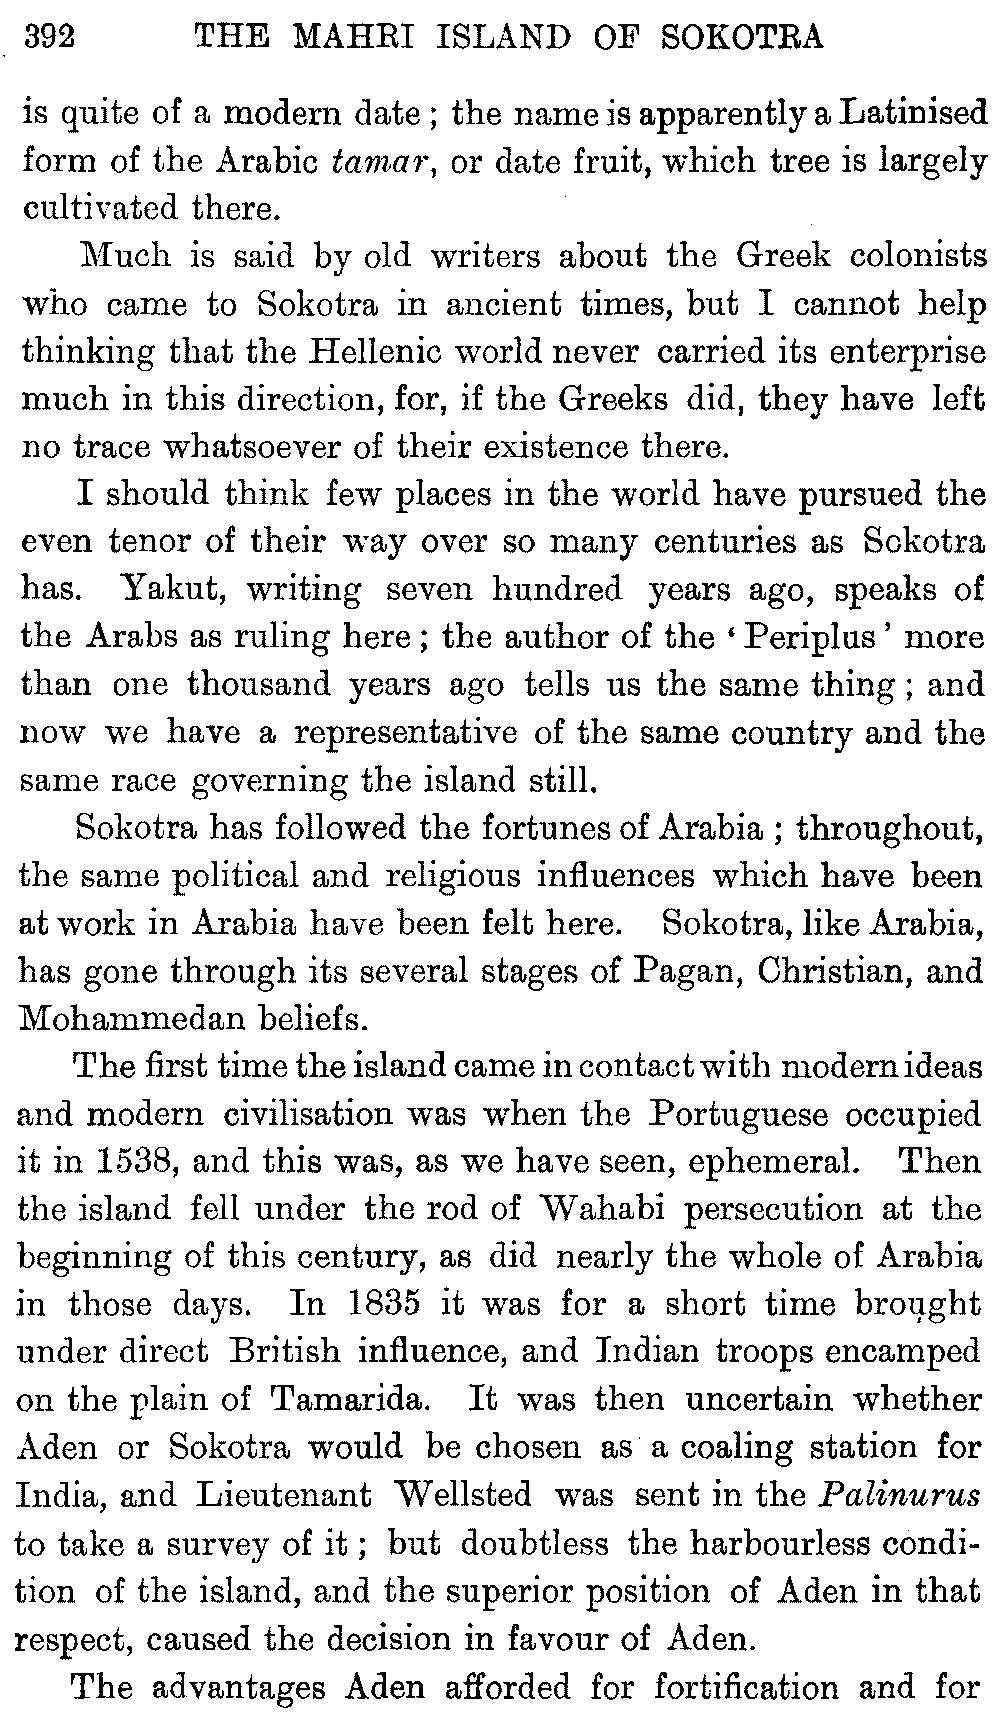 392 THE MAHRI ISLAND OF SOKOTRA
is quite of a modern date ; the name is apparently a Latinised
form of the Arabic tamar, or date fruit, which tree is largely
cultivated there.
Much is said by old writers about the Greek colonists
who came to Sokotra in ancient times, but I cannot help
thinking that the Hellenic world never carried its enterprise
much in this direction, for, if the Greeks did, they have left
no trace whatsoever of their existence there.
I should think few places in the world have pursued the
even tenor of their way over so many centuries as Sokotra
has. Yakut, writing seven hundred years ago, speaks of
the Arabs as ruling here ; the author of the ‘ Periplus ’ more
than one thousand years ago tells us the same thing ; and
now we have a representative of the same country and the
same race governing the island still.
Sokotra has followed the fortunes of Arabia ; throughout,
the same political and religious influences which have been
at work in Arabia have been felt here. Sokotra, like Arabia,
has gone through its several stages of Pagan, Christian, and
Mohammedan beliefs.
The first time the island came in contact with modern ideas
and modern civilisation was when the Portuguese occupied
it in 1538, and this was, as we have seen, ephemeral. Then
the island fell under the rod of Wahabi persecution at the
beginning of this century, as did nearly the whole of Arabia
in those days. In 1835 it was for a short time brought
under direct British influence, and Indian troops encamped
on the plain of Tamarida. It was then uncertain whether
Aden or Sokotra would be chosen as a coaling station for
India, and Lieutenant Wellsted was sent in the Palinurus
to take a survey of it ; but doubtless the harbourless condi-
tion of the island, and the superior position of Aden in that
respect, caused the decision in favour of Aden.
The advantages Aden afforded for fortification and for